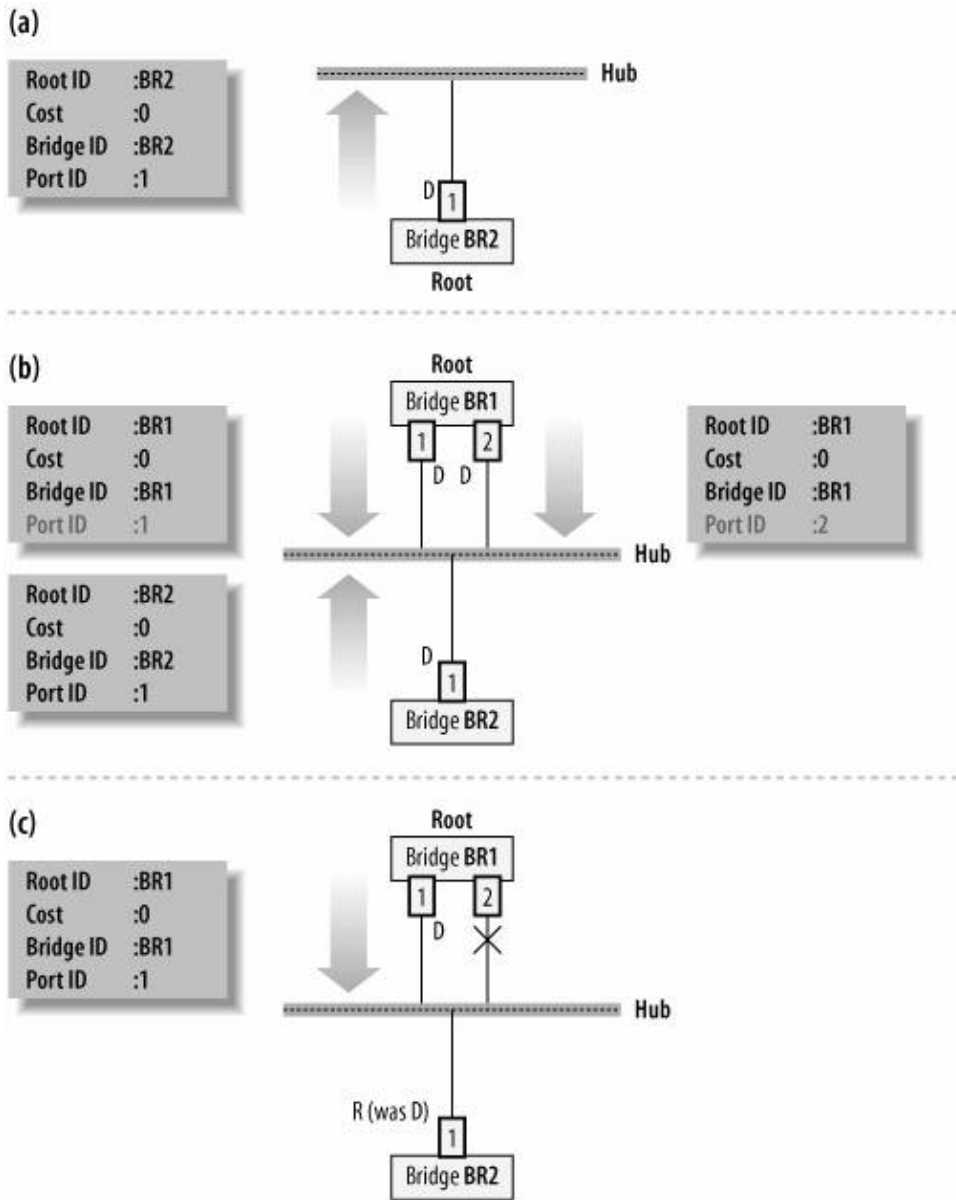 (a)
Root ID :BR2
Cost :0
Bridge ID :BR2
Port ID :1
Hub
D
1
Bridge BR2
Root
(b)
Root
Bridge BR1
1 2
D D
Root ID :BR1
Cost :0
Bridge ID :BR1
Port ID :1
Root ID :BR1
Cost :0
Bridge ID :BR1
Port ID :2
Hub
Root ID :BR2
Cost :0
Bridge ID :BR2
Port ID :1
D
1
Bridge BR2
(c)
Root
Bridge BR1
1 2
D
Root ID :BR1
Cost :0
Bridge ID :BR1
Port ID :1
Hub
R (was D)
1
Bridge BR2